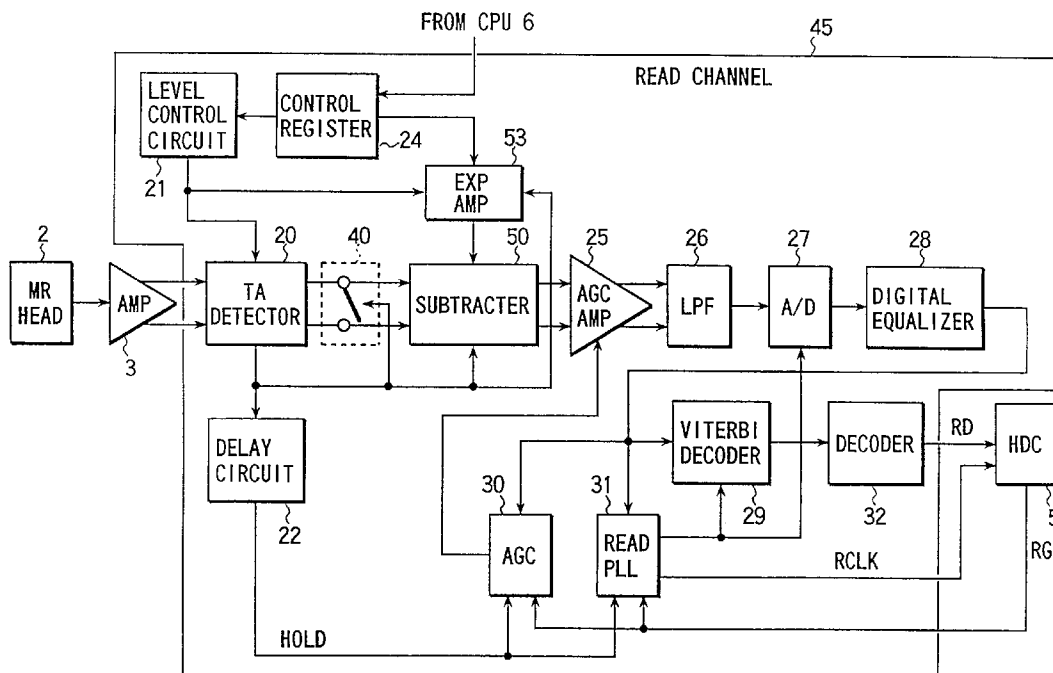 FROM CPU 6
45
READ CHANNEL
LEVEL
CONTROL
CIRCUIT
21
CONTROL
REGISTER
24
53
EXP
AMP
2
MR
HEAD
AMP
3
20
TA
DETECTOR
40
50
SUBTRACTER
25
AGC
AMP
26
LPF
27
A/D
28
DIGITAL
EQUALIZER
DELAY
CIRCUIT
22
30
AGC
31
READ
PLL
VITERBI
DECODER
29
DECODER
32
RD
HDC
5
RCLK
RG
HOLD